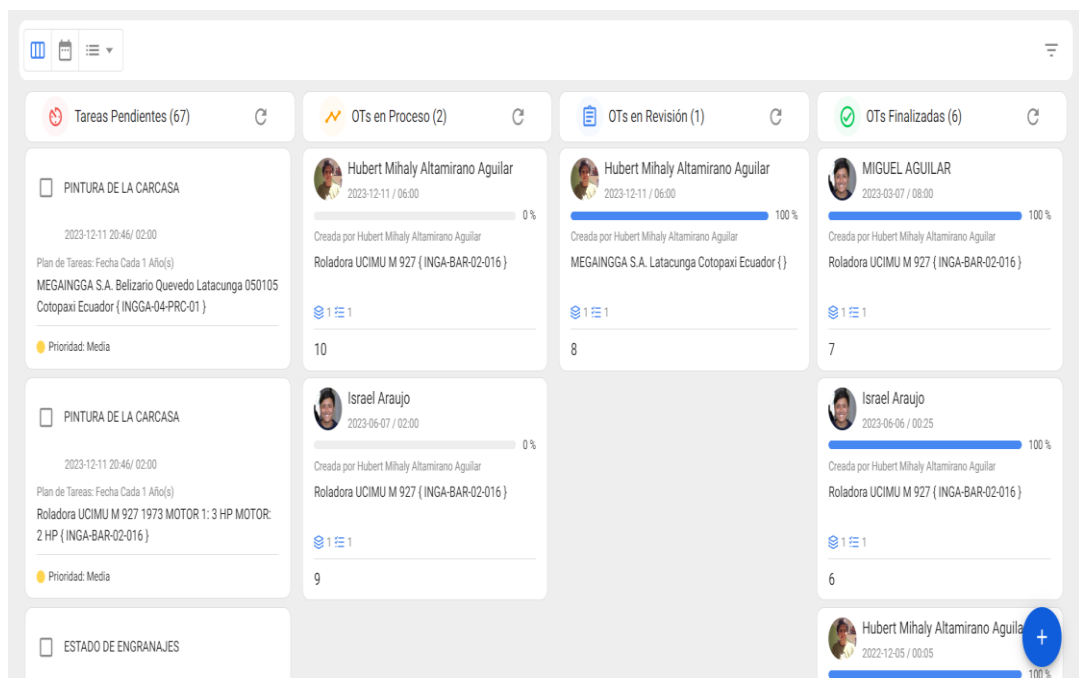 Tareas Pendientes (67)
PINTURA DE LA CARCASA
2023-12-11 20:46/ 02:00
Plan de Tareas: Fecha Cada 1 Año(s)
MEGAINGGA S.A. Belizario Quevedo Latacunga 050105
Cotopaxi Ecuador { INGGA-04-PRC-01 }
Prioridad: Media
PINTURA DE LA CARCASA
2023-12-11 20:46/ 02:00
Plan de Tareas: Fecha Cada 1 Año(s)
Roladora UCIMU M 927 1973 MOTOR 1: 3 HP MOTOR:
2 HP { INGA-BAR-02-016 }
Prioridad: Media
ESTADO DE ENGRANAJES
OTs en Proceso (2)
Hubert Mihaly Altamirano Aguilar
2023-12-11 / 06:00
0 %
Creada por Hubert Mihaly Altamirano Aguilar
Roladora UCIMU M 927 { INGA-BAR-02-016 }
1 1
10
Israel Araujo
2023-06-07 / 02:00
0 %
Creada por Hubert Mihaly Altamirano Aguilar
Roladora UCIMU M 927 { INGA-BAR-02-016 }
1 1
9
OTs en Revisión (1)
Hubert Mihaly Altamirano Aguilar
2023-12-11 / 06:00
100 %
Creada por Hubert Mihaly Altamirano Aguilar
MEGAINGGA S.A. Latacunga Cotopaxi Ecuador { }
1 1
8
OTs Finalizadas (6)
MIGUEL AGUILAR
2023-03-07 / 08:00
100 %
Creada por Hubert Mihaly Altamirano Aguilar
Roladora UCIMU M 927 { INGA-BAR-02-016 }
1 1
7
Israel Araujo
2023-06-06 / 00:25
100 %
Creada por Hubert Mihaly Altamirano Aguilar
Roladora UCIMU M 927 { INGA-BAR-02-016 }
1 1
6
Hubert Mihaly Altamirano Aguila
2022-12-05 / 00:05
100 %